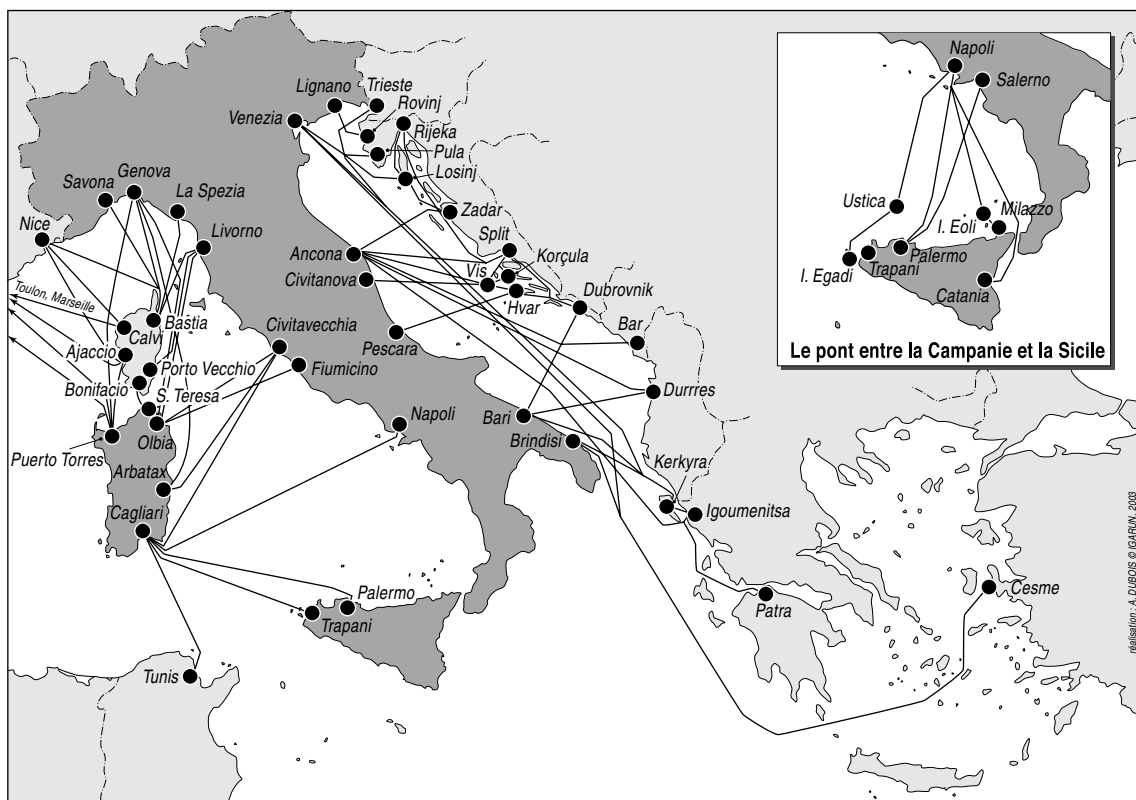 Napoli
Salerno
Ustica
Milazzo
I. Eoli
I. Egadi
Trapani
Palermo
Catania
Le pont entre la Campanie et la Sicile
Lignano
Trieste
Rovinj
Venezia
Rijeka
Pula
Losinj
Genova
Savona
La Spezia
Zadar
Nice
Livorno
Split
Korçula
Ancona
Vis
Civitanova
Hvar
Dubrovnik
Toulon, Marseille
Bastia
Calvi
Civitavecchia
Pescara
Bar
Ajaccio
Porto Vecchio
Fiumicino
Bonifacio
S. Teresa
Durrres
Napoli
Bari
Olbia
Brindisi
Puerto Torres
Arbatax
Kerkyra
Cagliari
Igoumenitsa
Palermo
Trapani
Patra
Cesme
Tunis
réalisation : A. DUBOIS © IGARUN, 2003